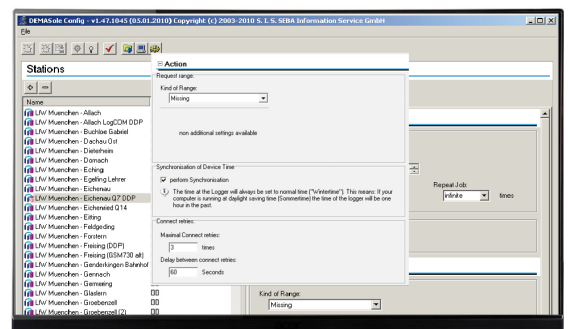 DEMASole Config - v1.47.1045 (05.01.2010) Copyright (c) 2003-2010 S. I. S. SEBA Information Service GmbH
File
Stations
Name
LfW Muenchen - Allach
LfW Muenchen - Allach LogCOM DDP
LfW Muenchen - Buchloe Gabriel
LfW Muenchen - Dachau Ost
LfW Muenchen - Dieterheim
LfW Muenchen - Dornach
LfW Muenchen - Eching
LfW Muenchen - Egelfing Lehrer
LfW Muenchen - Eichenau
LfW Muenchen - Eichenau Q7 DDP
LfW Muenchen - Eichenried Q14
LfW Muenchen - Eitting
LfW Muenchen - Feldgeding
LfW Muenchen - Forstern
LfW Muenchen - Freising (DDP)
LfW Muenchen - Freising (GSM730 alt)
LfW Muenchen - Genderkingen Bahnhof
LfW Muenchen - Gennach
LfW Muenchen - Germering
LfW Muenchen - Glaslern
LfW Muenchen - Groebenzell
LfW Muenchen - Groebenzell (2)
Action
Request range:
Kind of Range:
Missing
non additional settings available
Synchronisation of Device Time
perform Synchronisation
The time at the Logger will always be set to normal time ("Wintertime"). This means: If your
computer is running at daylight saving time (Sommertime) the time of the logger will be one
hour in the past.
Connect retries:
Maximal Connect retries:
3 times
Delay between connect retries:
60 Seconds
Repeat Job:
infinite times
Kind of Range:
Missing